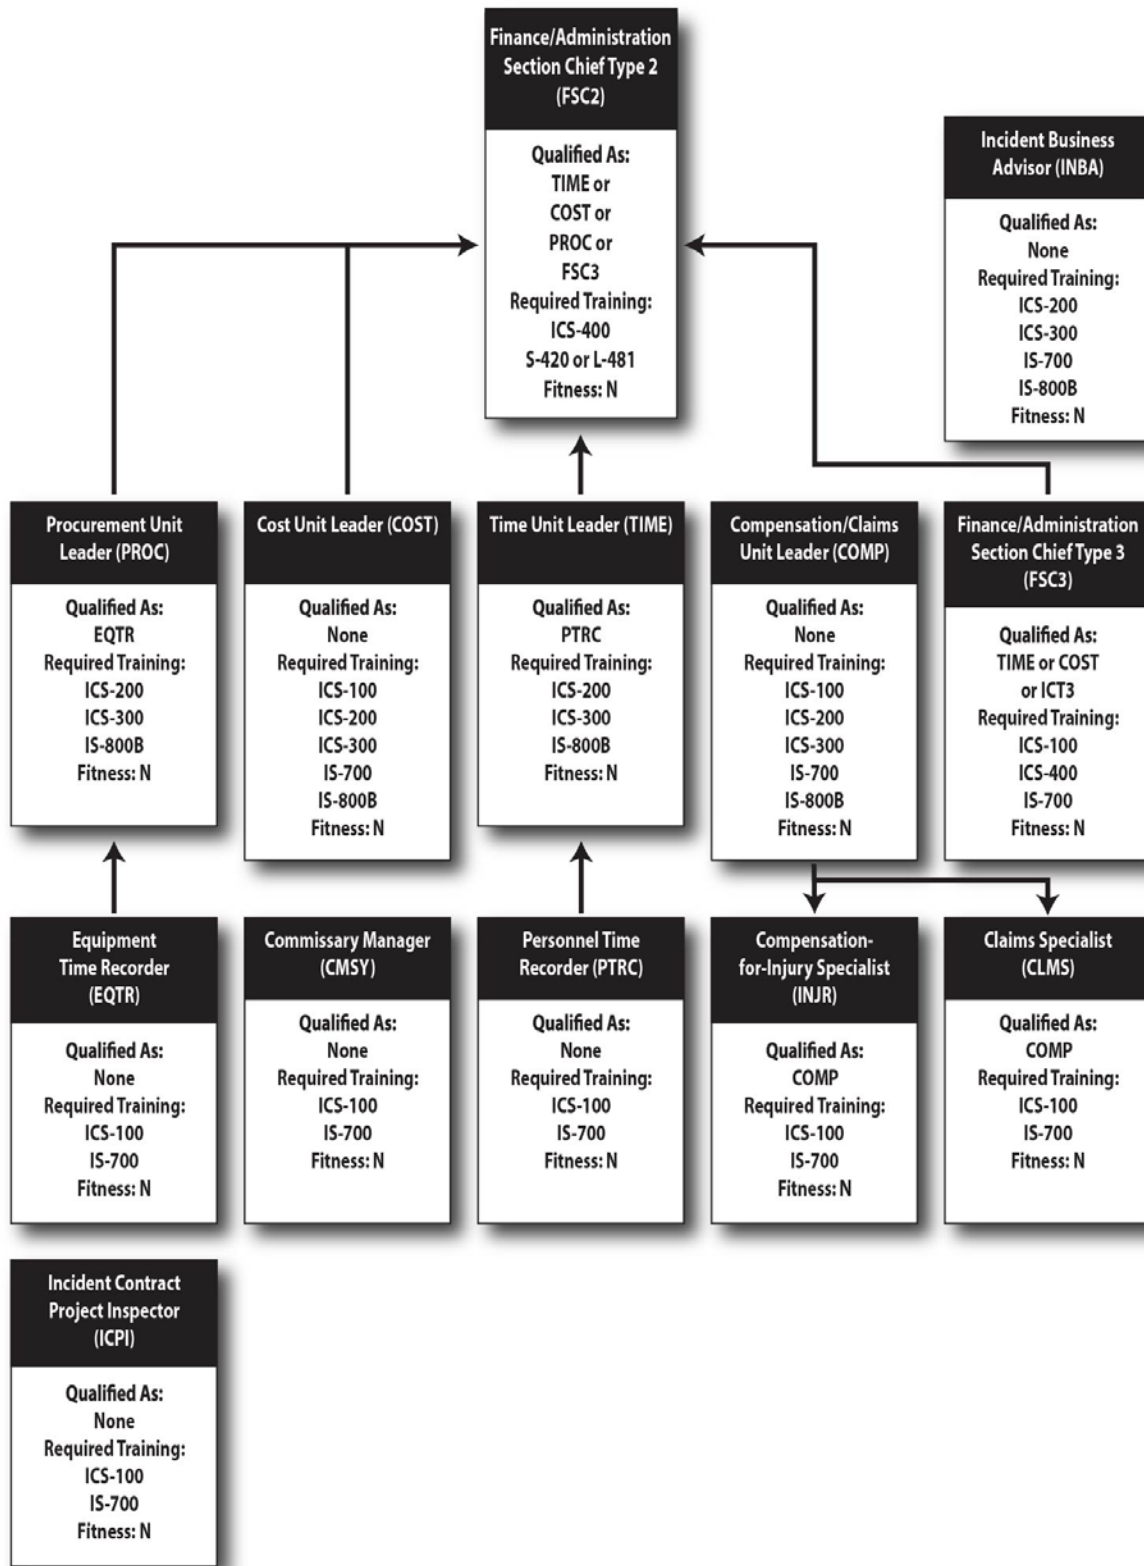 Finance/Administration
Section Chief Type 2
(FSC2)
Qualified As:
TIME or
COST or
PROC or
FSC3
Required Training:
ICS-400
S-420 or L-481
Fitness: N
Incident Business
Advisor (INBA)
Qualified As:
None
Required Training:
ICS-200
ICS-300
IS-700
IS-800B
Fitness: N
Procurement Unit
Leader (PROC)
Qualified As:
EQTR
Required Training:
ICS-200
ICS-300
IS-800B
Fitness: N
Cost Unit Leader (COST)
Qualified As:
None
Required Training:
ICS-100
ICS-200
ICS-300
IS-700
IS-800B
Fitness: N
Time Unit Leader (TIME)
Qualified As:
PTRC
Required Training:
ICS-200
ICS-300
IS-800B
Fitness: N
Compensation/Claims
Unit Leader (COMP)
Qualified As:
None
Required Training:
ICS-100
ICS-200
ICS-300
IS-700
IS-800B
Fitness: N
Finance/Administration
Section Chief Type 3
(FSC3)
Qualified As:
TIME or COST
or ICT3
Required Training:
ICS-100
ICS-400
IS-700
Fitness: N
Equipment
Time Recorder
(EQTR)
Qualified As:
None
Required Training:
ICS-100
IS-700
Fitness: N
Commissary Manager
(CMSY)
Qualified As:
None
Required Training:
ICS-100
IS-700
Fitness: N
Personnel Time
Recorder (PTRC)
Qualified As:
None
Required Training:
ICS-100
IS-700
Fitness: N
Compensation-
for-Injury Specialist
(INJR)
Qualified As:
COMP
Required Training:
ICS-100
IS-700
Fitness: N
Claims Specialist
(CLMS)
Qualified As:
COMP
Required Training:
ICS-100
IS-700
Fitness: N
Incident Contract
Project Inspector
(ICPI)
Qualified As:
None
Required Training:
ICS-100
IS-700
Fitness: N